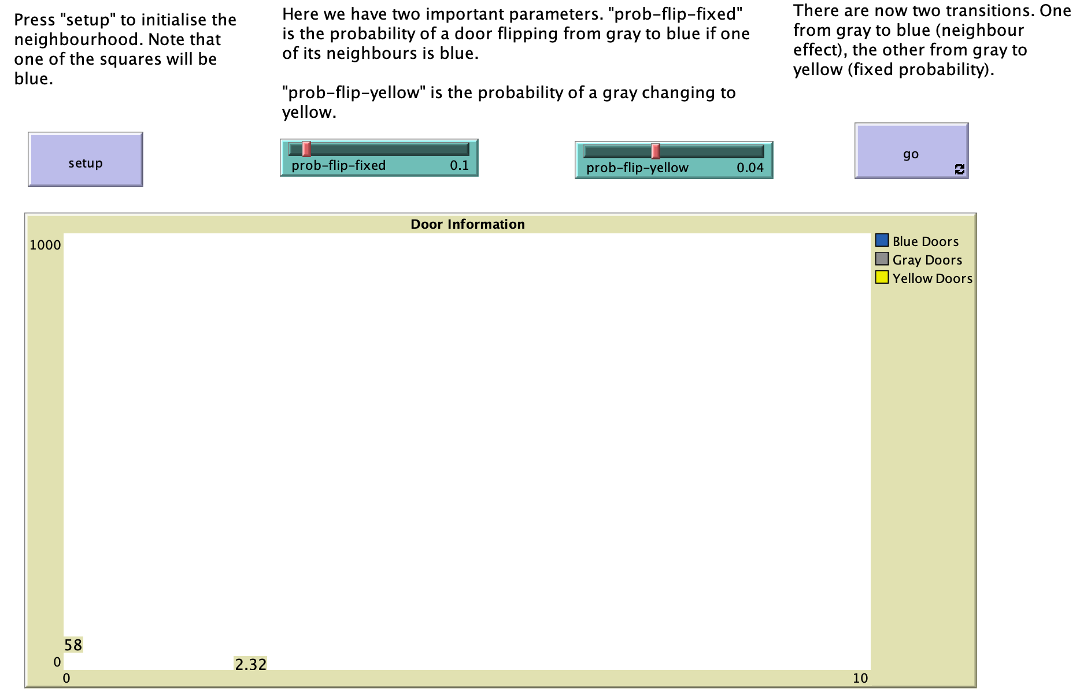 Press "setup" to initialise the
neighbourhood. Note that
one of the squares will be
blue.
Here we have two important parameters. "prob-flip-fixed"
is the probability of a door flipping from gray to blue if one
of its neighbours is blue.
"prob-flip-yellow" is the probability of a gray changing to
yellow.
There are now two transitions. One
from gray to blue (neighbour
effect), the other from gray to
yellow (fixed probability).
setup
prob-flip-fixed 0.1
prob-flip-yellow 0.04
go
Door Information
1000
Blue Doors
Gray Doors
Yellow Doors
58
0
2.32
0 10